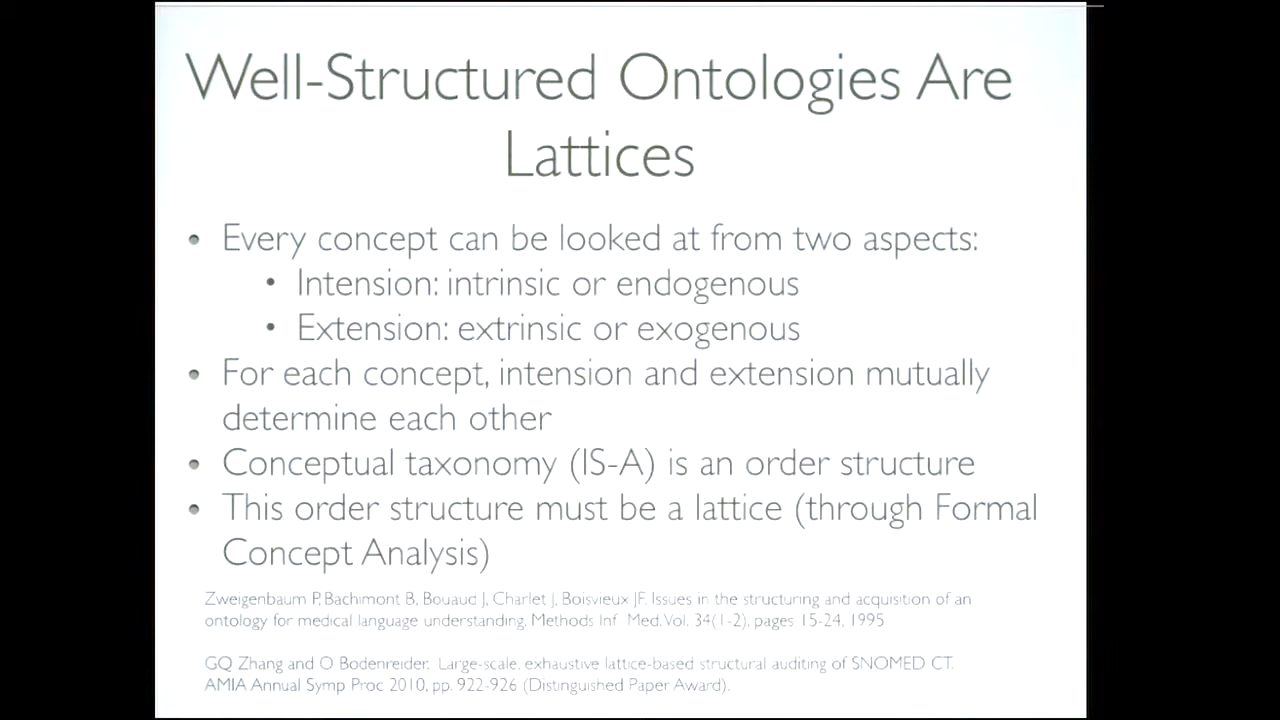 Well-Structured Ontologies Are
Lattices
• Every concept can be looked at from two aspects:
• Intension: intrinsic or endogenous
• Extension: extrinsic or exogenous
• For each concept, intension and extension mutually
determine each other
• Conceptual taxonomy (IS-A) is an order structure
• This order structure must be a lattice (through Formal
Concept Analysis)
Zweigenbaum P, Bachimont B, Bouaud J, Charlet J, Boisvieux JF. Issues in the structuring and acquisition of an
ontology for medical language understanding. Methods Inf Med. Vol. 34(1-2), pages 15-24, 1995
GQ Zhang and O Bodenreider. Large-scale, exhaustive lattice-based structural auditing of SNOMED CT.
AMIA Annual Symp Proc 2010, pp. 922-926 (Distinguished Paper Award).